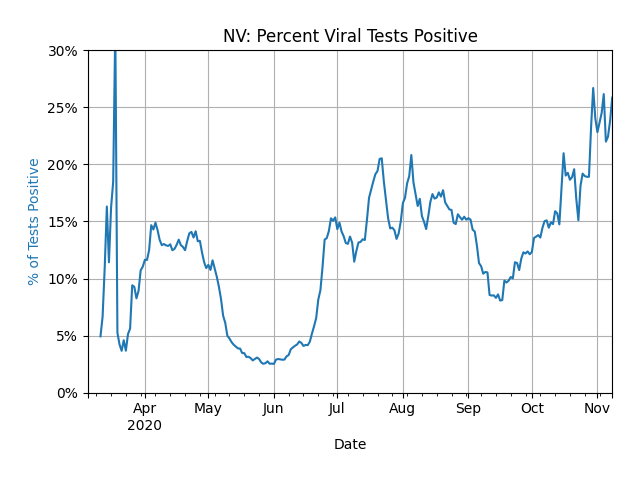 NV: Percent Viral Tests Positive
30%
25%
20%
15%
10%
5%
0%
% of Tests Positive
Apr May Jun Jul Aug Sep Oct Nov
2020
Date